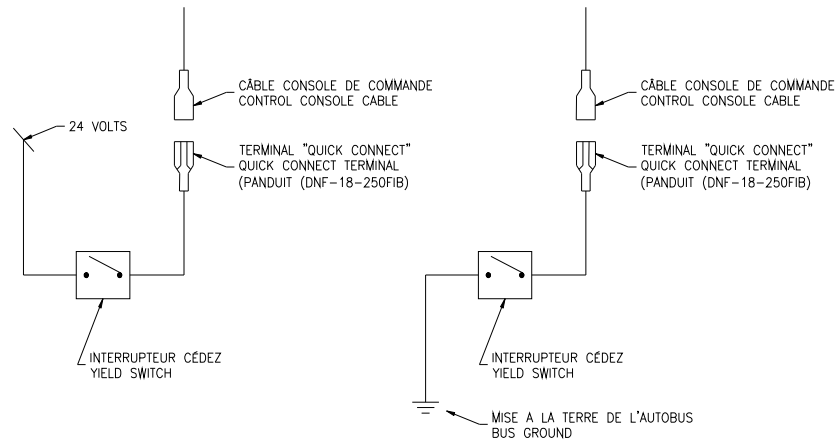 CÂBLE CONSOLE DE COMMANDE
CONTROL CONSOLE CABLE
24 VOLTS
TERMINAL "QUICK CONNECT"
QUICK CONNECT TERMINAL
(PANDUIT (DNF-18-250FIB)
INTERRUPTEUR CÉDEZ
YIELD SWITCH
CÂBLE CONSOLE DE COMMANDE
CONTROL CONSOLE CABLE
TERMINAL "QUICK CONNECT"
QUICK CONNECT TERMINAL
(PANDUIT (DNF-18-250FIB)
INTERRUPTEUR CÉDEZ
YIELD SWITCH
MISE A LA TERRE DE L'AUTOBUS
BUS GROUND